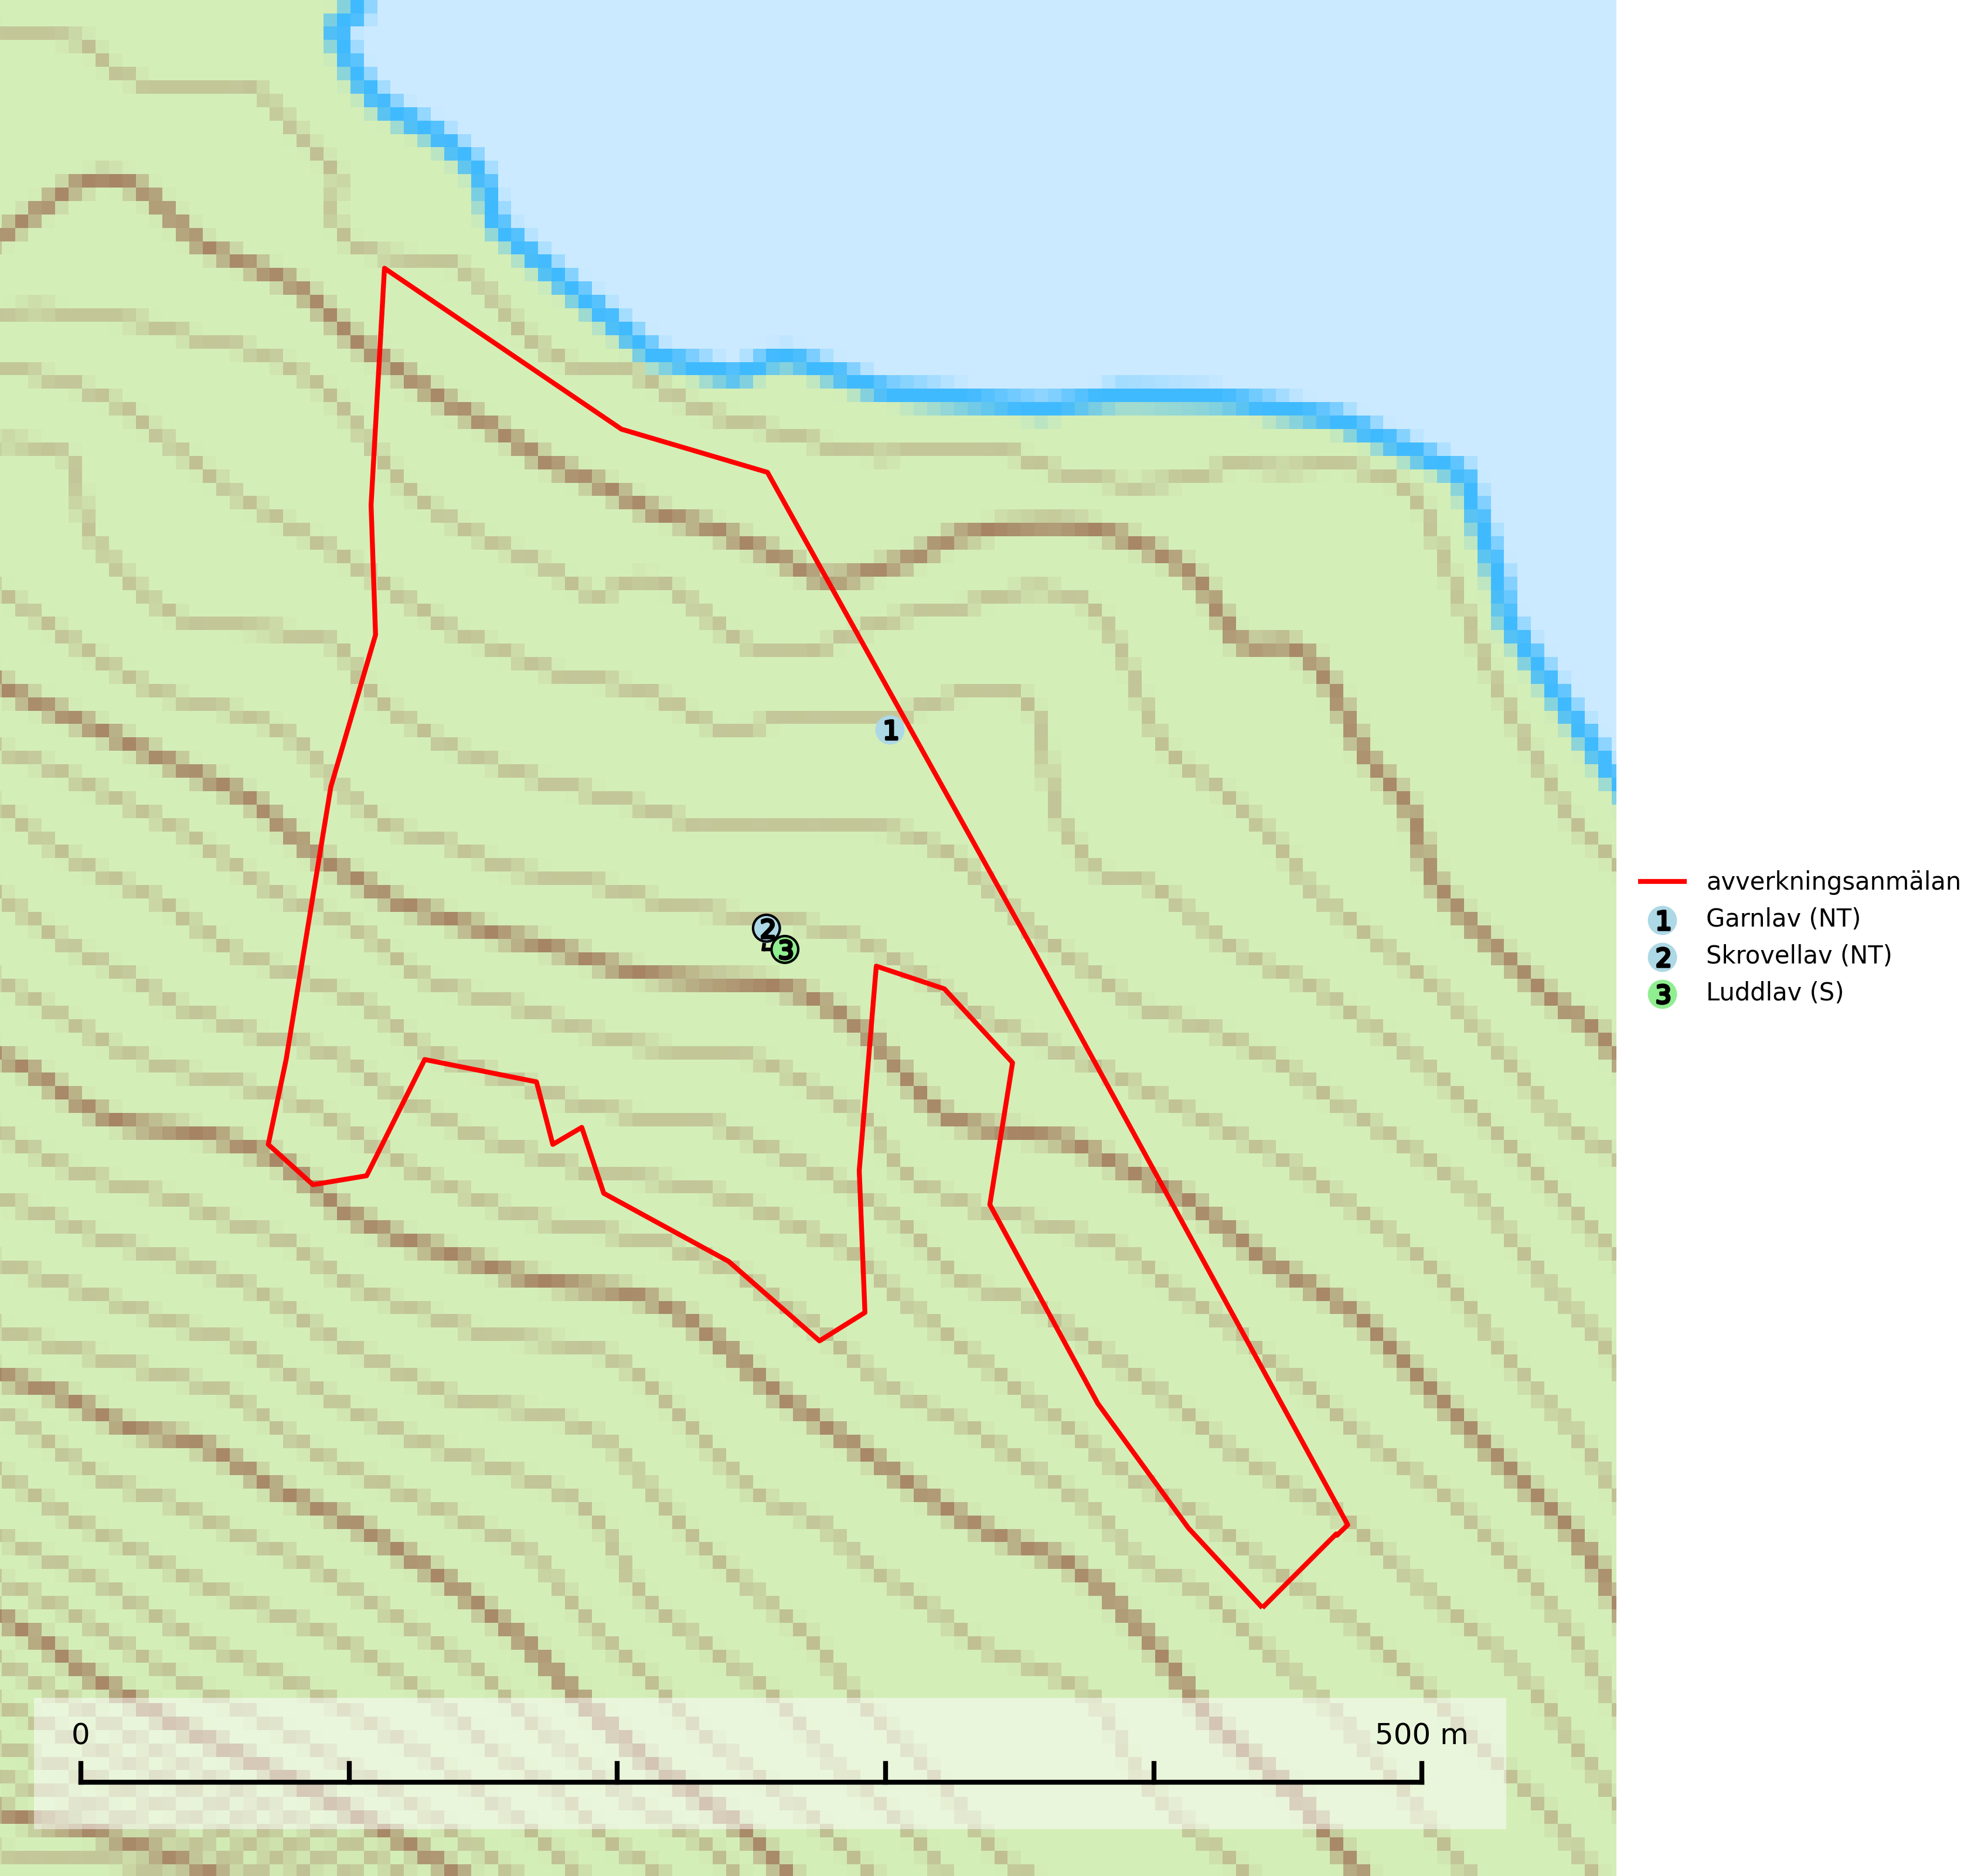 1
2
3
avverkningsanmälan
1 Garnlav (NT)
2 Skrovellav (NT)
3 Luddlav (S)
0 500 m